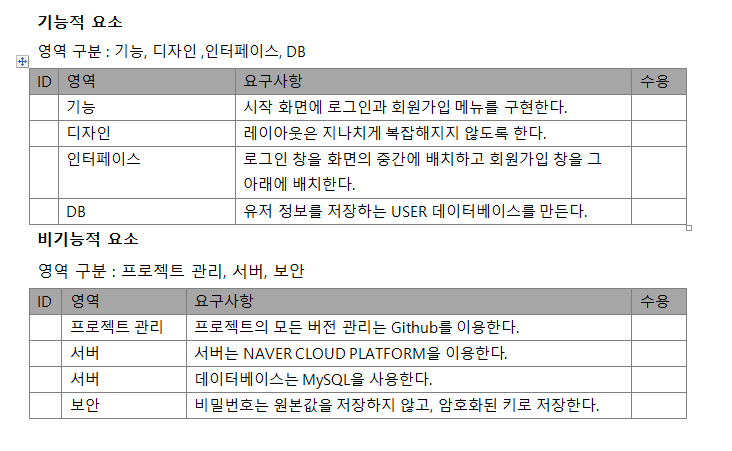 기능적 요소
영역 구분 : 기능, 디자인 ,인터페이스, DB
ID 영역 요구사항 수용
기능 시작 화면에 로그인과 회원가입 메뉴를 구현한다.
디자인 레이아웃은 지나치게 복잡해지지 않도록 한다.
인터페이스 로그인 창을 화면의 중간에 배치하고 회원가입 창을 그
아래에 배치한다.
DB 유저 정보를 저장하는 USER 데이터베이스를 만든다.
비기능적 요소
영역 구분 : 프로젝트 관리, 서버, 보안
ID 영역 요구사항 수용
프로젝트 관리 프로젝트의 모든 버전 관리는 Github를 이용한다.
서버 서버는 NAVER CLOUD PLATFORM을 이용한다.
서버 데이터베이스는 MySQL을 사용한다.
보안 비밀번호는 원본값을 저장하지 않고, 암호화된 키로 저장한다.